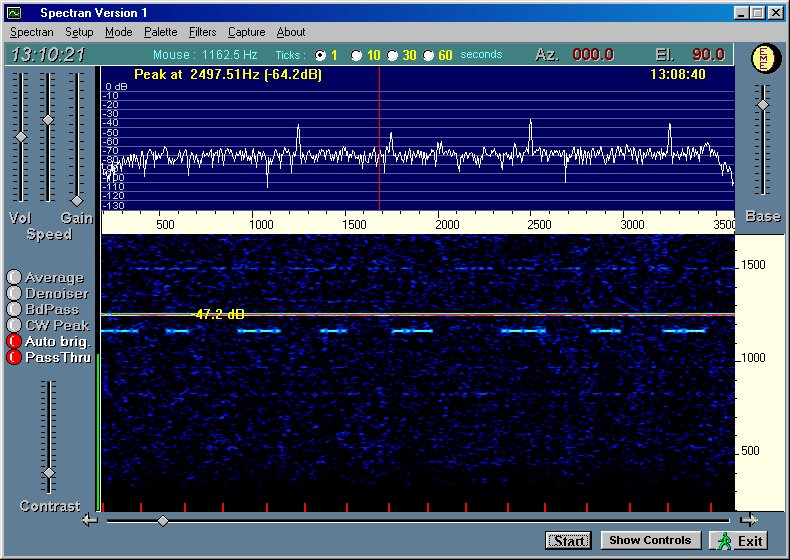 Spectran Version 1
Spectran Setup Mode Palette Filters Capture About
13:10:21 Mouse : 1162.5 Hz Ticks : 1 10 30 60 seconds Az. 000.0 El. 90.0
EME
Peak at 2497.51Hz [-64.2dB] 13:08:40
0 dB
-10
-20
-30
-40
-50
-60
-70
-80
-90
-100
-110
-120
-130
500 1000 1500 2000 2500 3000 3500
Vol Gain
Speed
Base
1500
-47.2 dB
1000
500
Average
Denoiser
BdPass
CW Peak
Auto brig.
PassThru
Contrast
Start Show Controls Exit